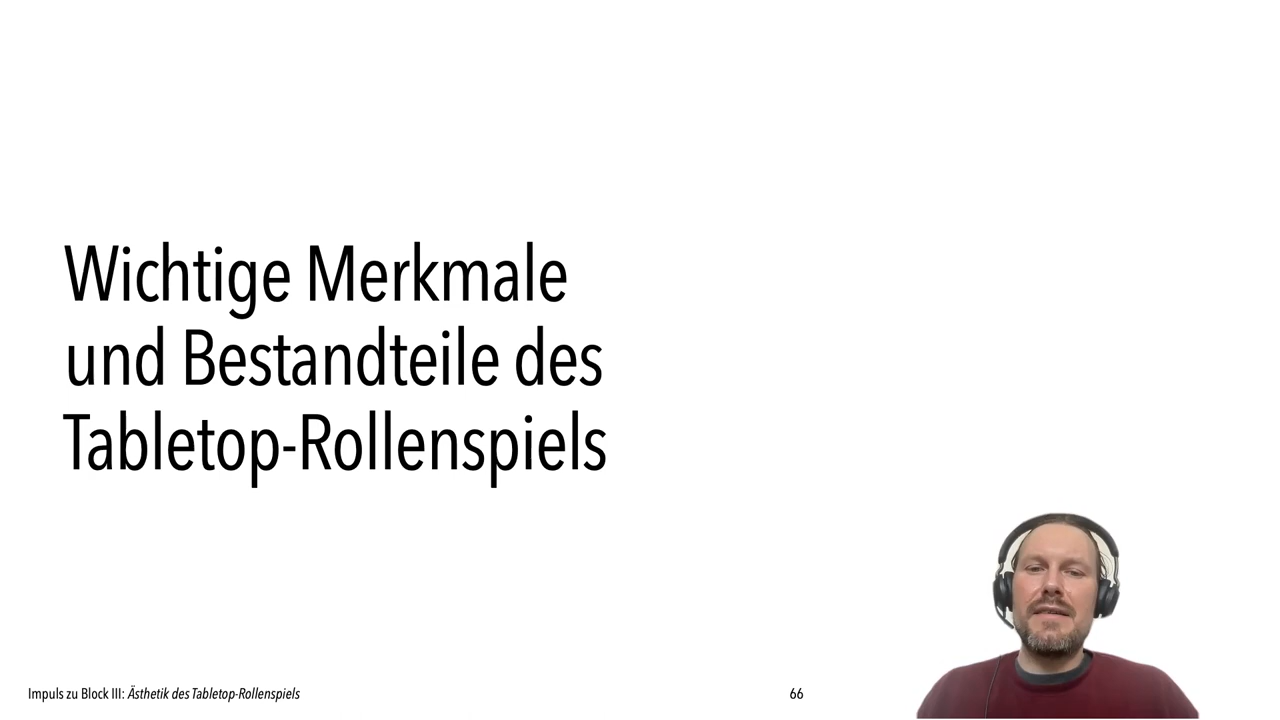 Wichtige Merkmale
und Bestandteile des
Tabletop-Rollenspiels
Impuls zu Block III: Ästhetik des Tabletop-Rollenspiels
66